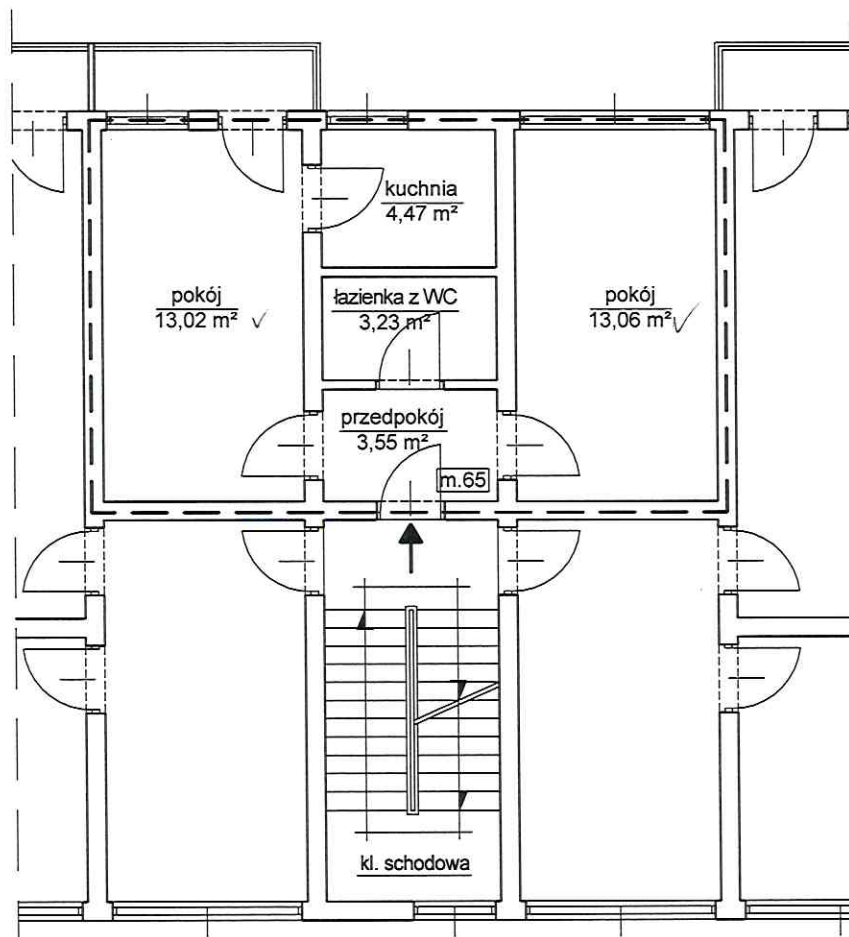 kuchnia
4,47 m²
pokój
13,02 m²
łazienka z WC
3,23 m²
pokój
13,06 m²
przedpokój
3,55 m²
m.65
kl. schodowa